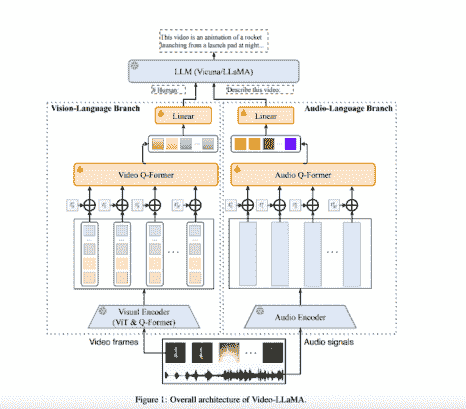 This video is an animation of a rocket
launching from a launch pad at night...
LLM (Vicuna/LLaMA)
Human
Describe this video.
Vision-Language Branch
Audio-Language Branch
Linear
Linear
Video Q-Former
Audio Q-Former
...
...
Visual Encoder
(ViT & Q-Former)
Audio Encoder
Video frames
Audio signals
Figure 1: Overall architecture of Video-LLaMA.